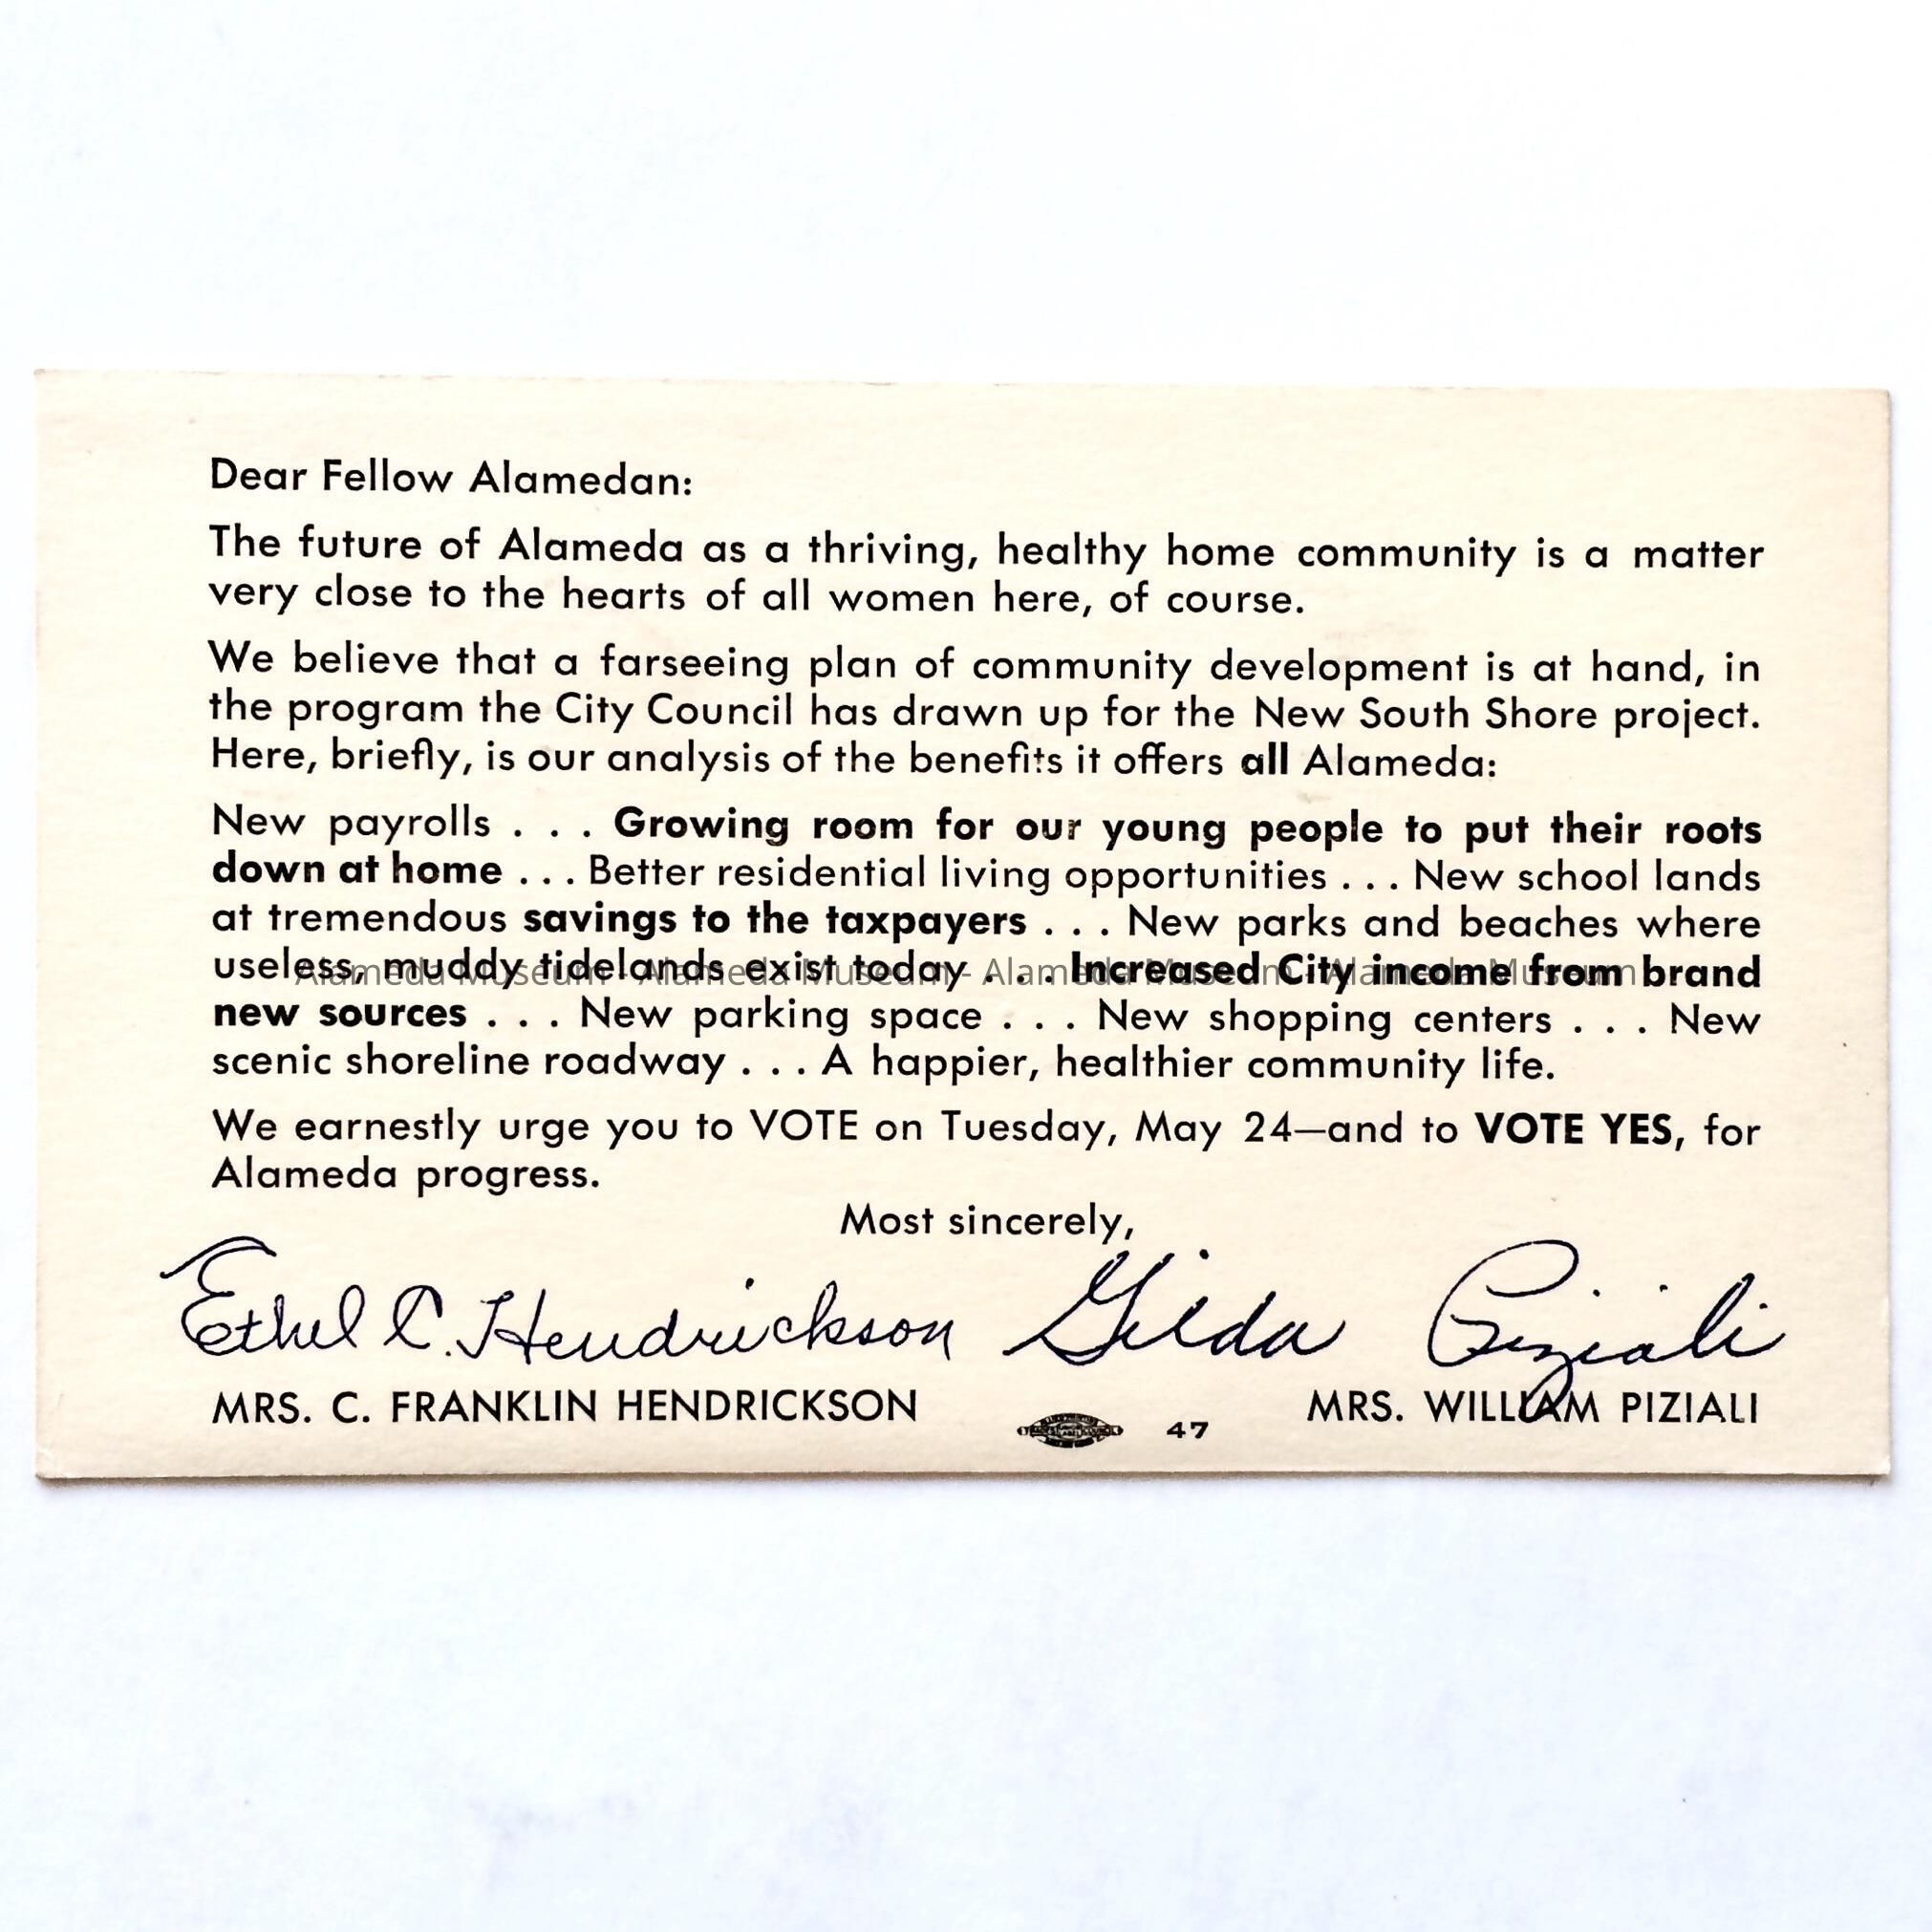 Dear Fellow Alamedan:
The future of Alameda as a thriving, healthy home community is a matter
very close to the hearts of all women here, of course.
We believe that a farseeing plan of community development is at hand, in
the program the City Council has drawn up for the New South Shore project.
Here, briefly, is our analysis of the benefits it offers all Alameda:
New payrolls . . . Growing room for our young people to put their roots
down at home . . . Better residential living opportunities . . . New school lands
at tremendous savings to the taxpayers . . . New parks and beaches where
useless, muddy tidelands exist today . . . Increased City income from brand
Alameda Museum - Alameda Museum - Alameda Museum - Alameda Museum
new sources . . . New parking space . . . New shopping centers . . . New
scenic shoreline roadway . . . A happier, healthier community life.
We earnestly urge you to VOTE on Tuesday, May 24—and to VOTE YES, for
Alameda progress.
Most sincerely,
Ethel C. Hendrickson Gilda Piziali
MRS. C. FRANKLIN HENDRICKSON MRS. WILLIAM PIZIALI
47